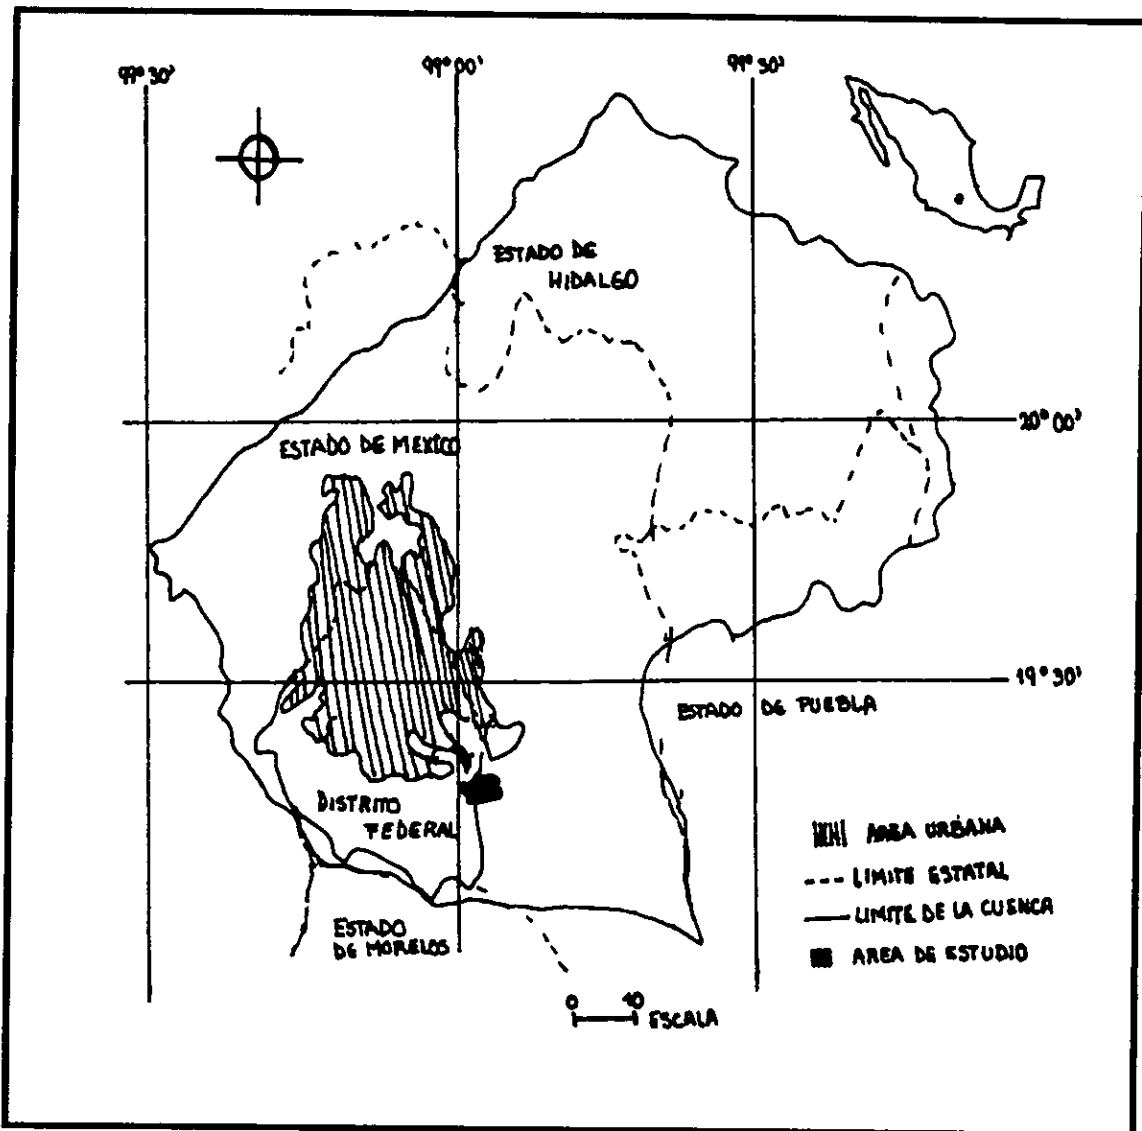 99° 30'
99° 00'
99° 30'
ESTADO DE
HIDALGO
20° 00'
ESTADO DE MEXICO
19° 30'
ESTADO DE PUEBLA
DISTRITO
FEDERAL
AREA URBANA
LIMITE ESTATAL
LIMITE DE LA CUENCA
AREA DE ESTUDIO
ESTADO
DE MORELOS
0 10
ESCALA